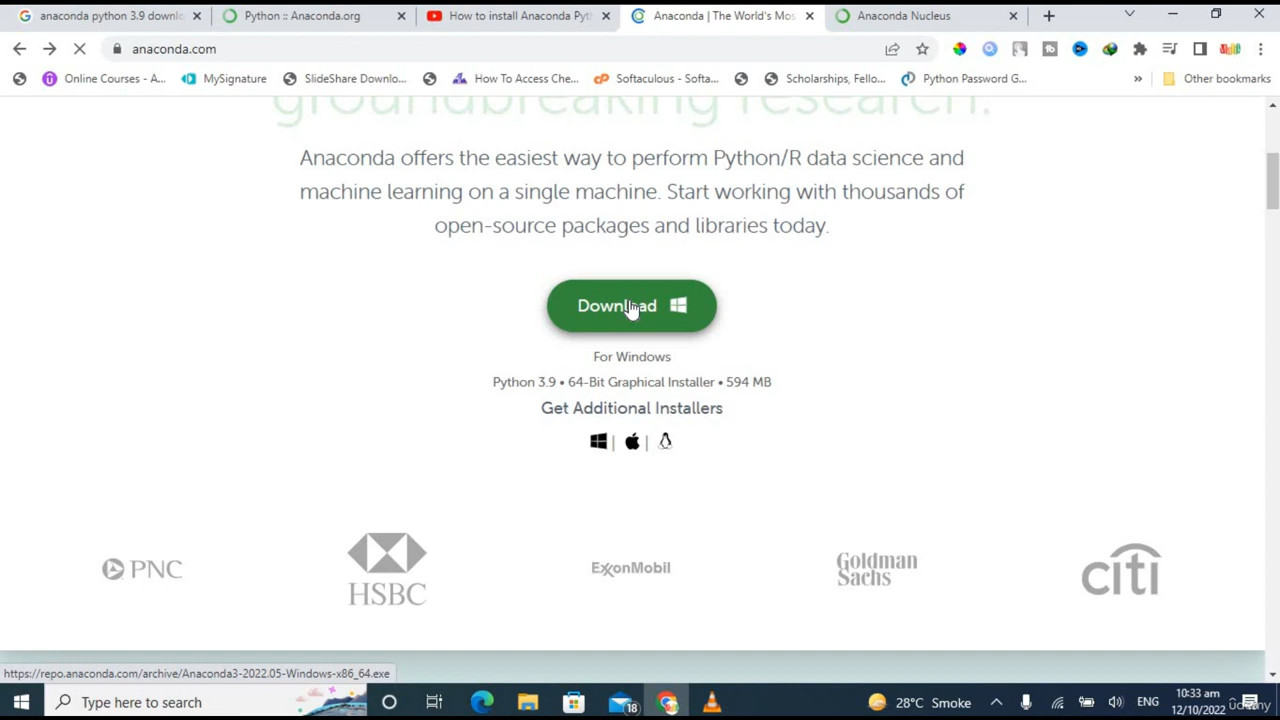 anaconda python 3.9 downl
Python :: Anaconda.org
How to install Anaconda Pyt
Anaconda | The World's Mos
Anaconda Nucleus
anaconda.com
Online Courses - A...
MySignature
SlideShare Downlo...
How To Access Che...
Softaculous - Softa...
Scholarships, Fello...
Python Password G...
Other bookmarks
groundbreaking research.
Anaconda offers the easiest way to perform Python/R data science and
machine learning on a single machine. Start working with thousands of
open-source packages and libraries today.
Download
For Windows
Python 3.9 • 64-Bit Graphical Installer • 594 MB
Get Additional Installers
| |
PNC
HSBC
ExxonMobil
Goldman
Sachs
citi
https://repo.anaconda.com/archive/Anaconda3-2022.05-Windows-x86_64.exe
Type here to search
18
28°C Smoke
ENG
10:33 am
12/10/2022
udemy